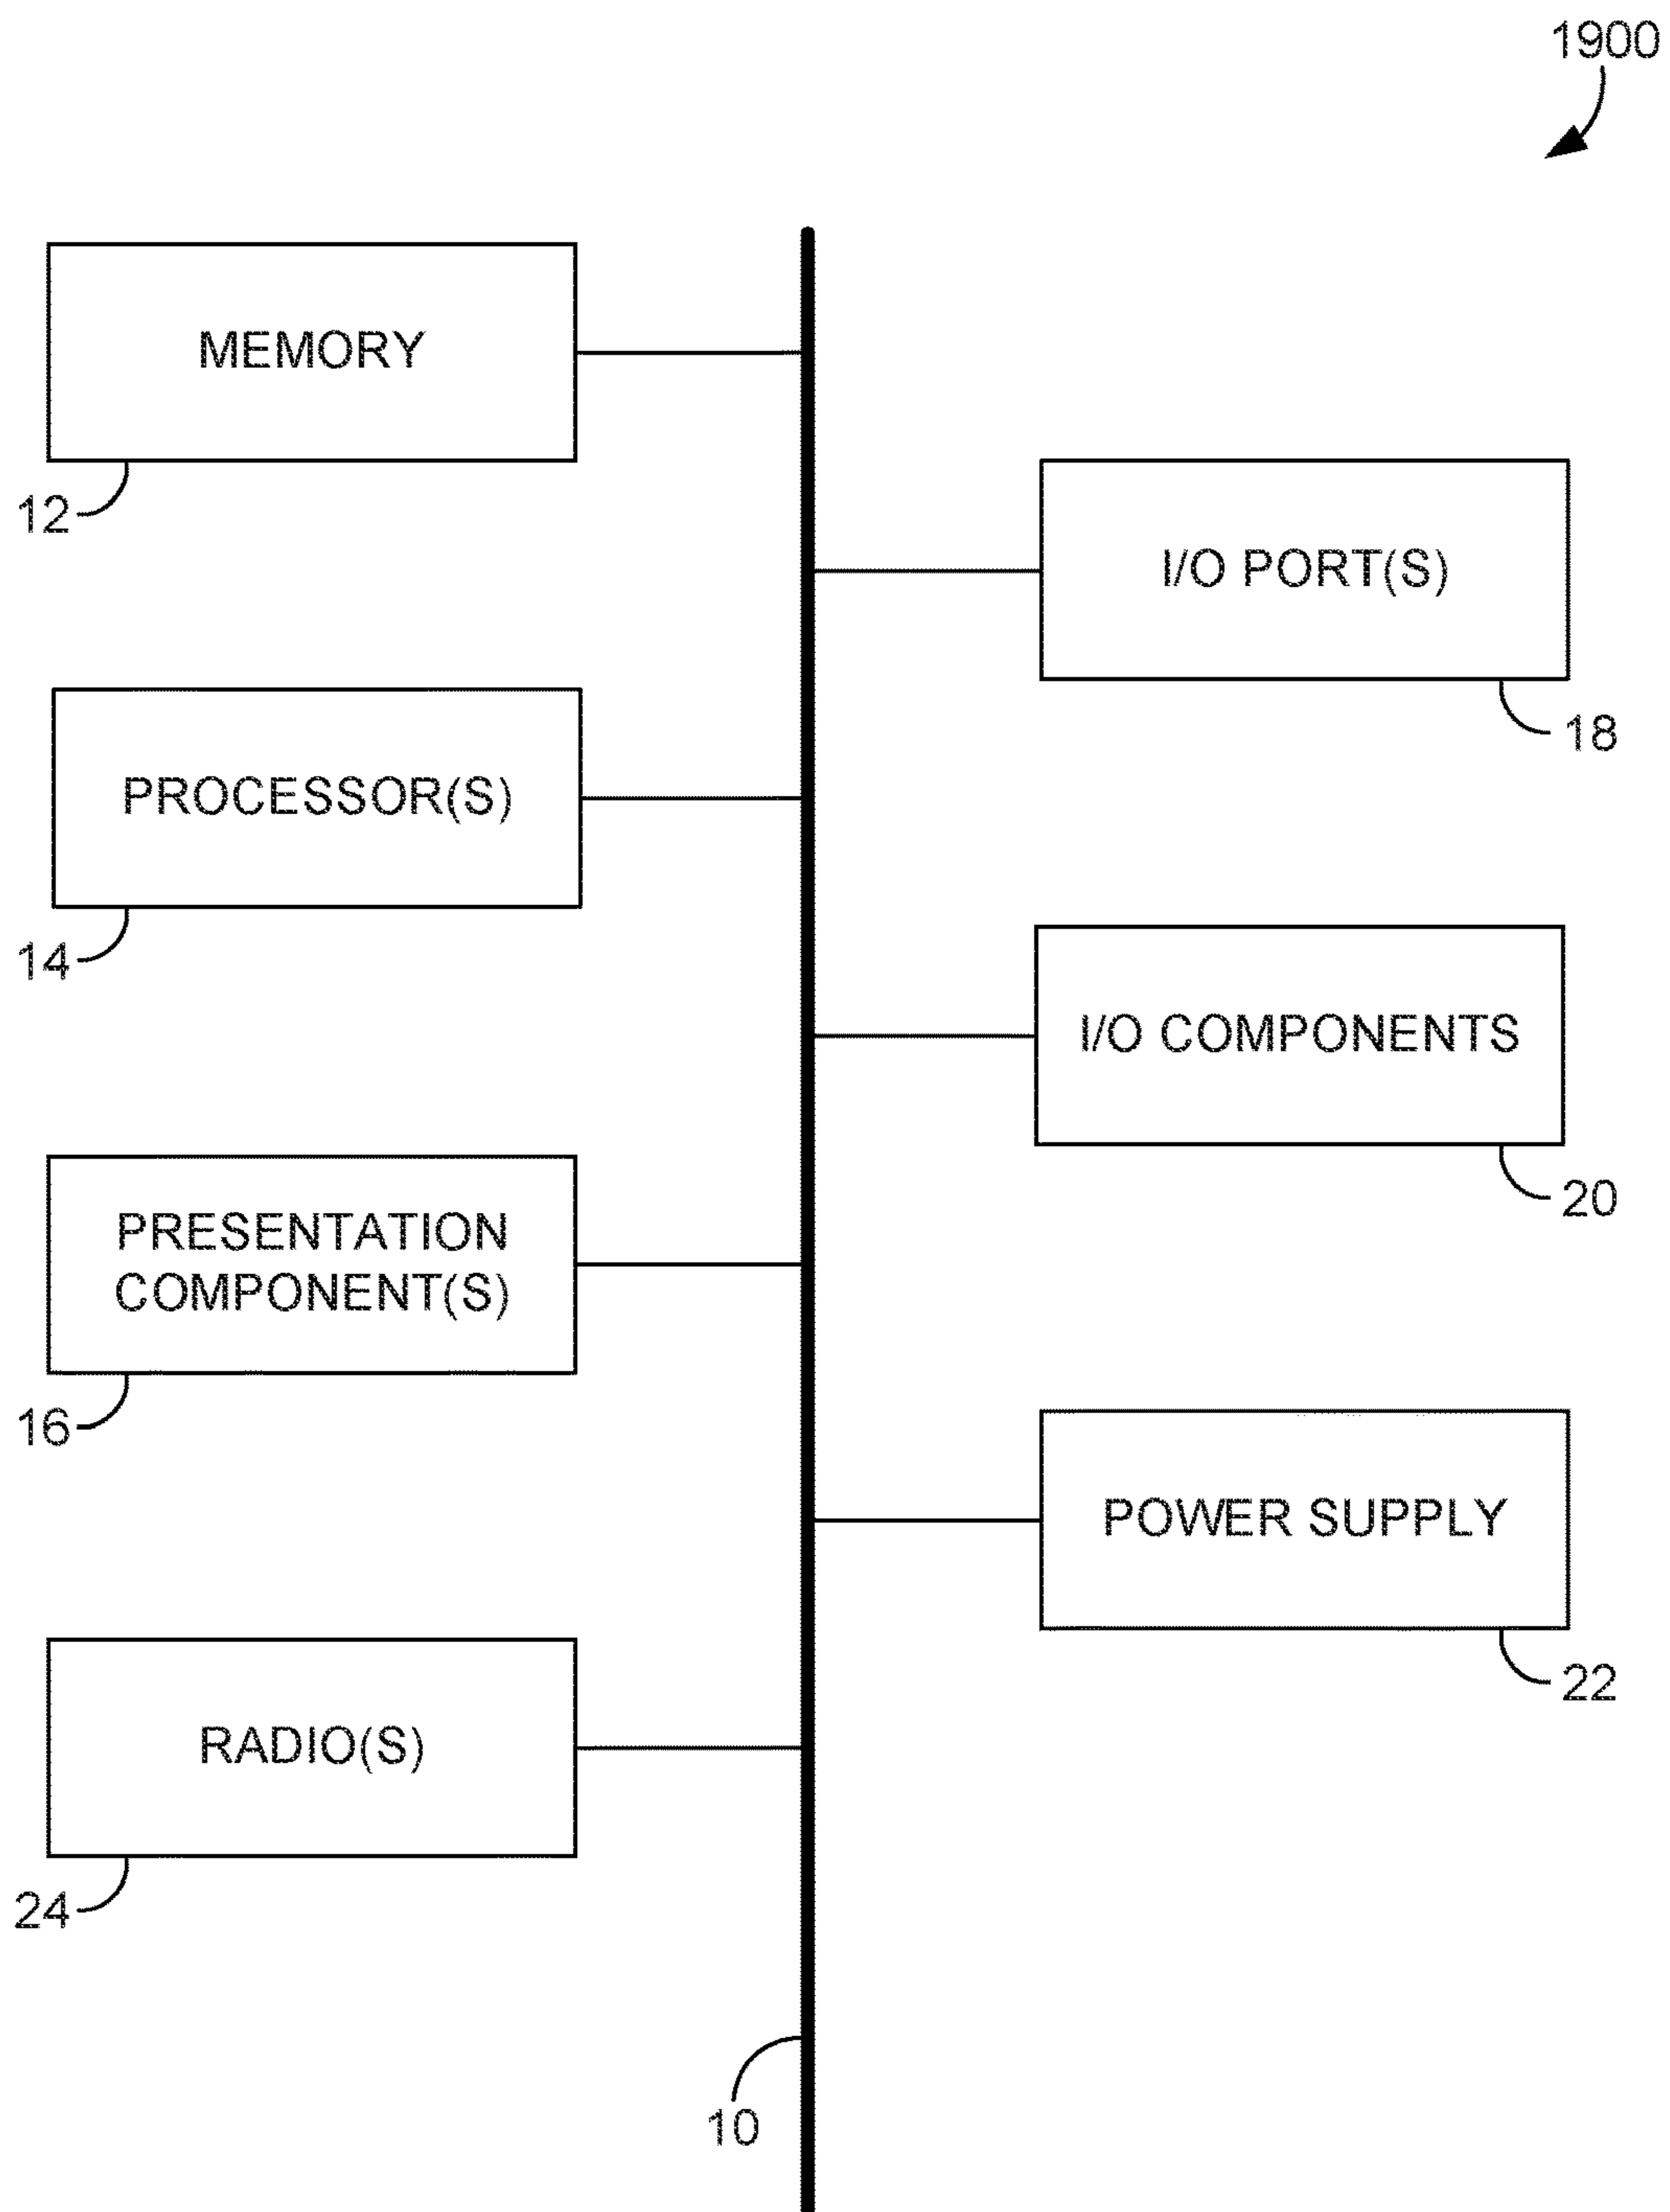 1900
MEMORY
12
I/O PORT(S)
18
PROCESSOR(S)
14
I/O COMPONENTS
20
PRESENTATION
COMPONENT(S)
16
POWER SUPPLY
22
RADIO(S)
24
10